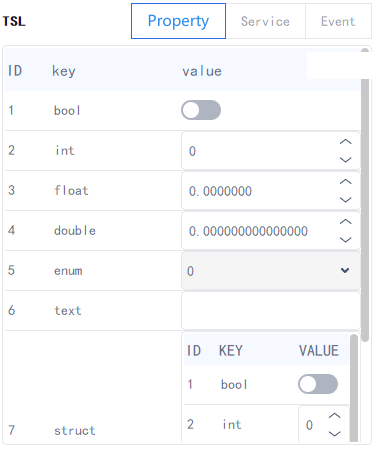 TSL Property Service Event
ID key value
1 bool
2 int 0
3 float 0.0000000
4 double 0.000000000000000
5 enum 0
6 text
ID KEY VALUE
1 bool
2 int 0
7 struct